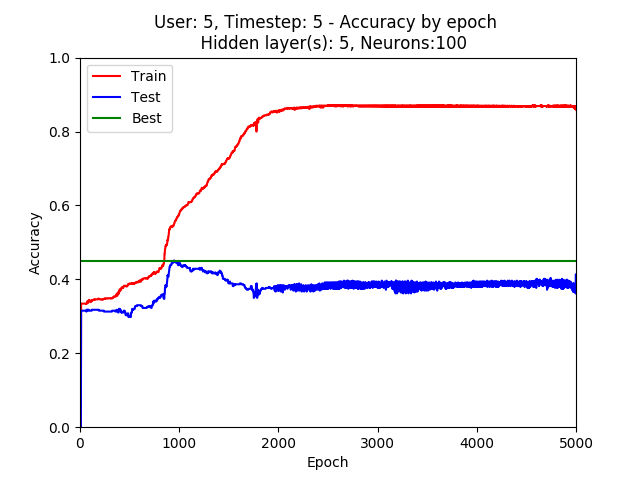 User: 5, Timestep: 5 - Accuracy by epoch
Hidden layer(s): 5, Neurons:100
1.0
Train
Test
Best
0.8
0.6
Accuracy
0.4
0.2
0.0
0 1000 2000 3000 4000 5000
Epoch